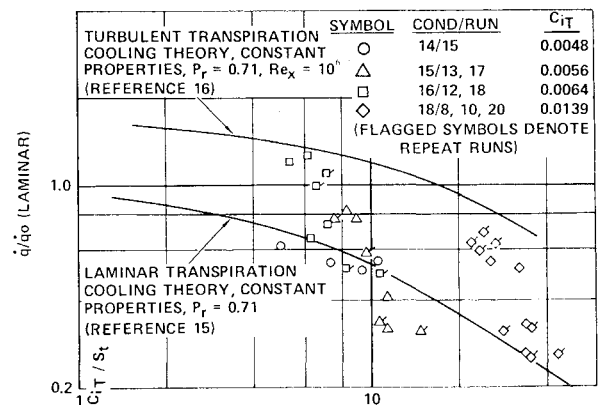 TURBULENT TRANSPIRATION
COOLING THEORY, CONSTANT
PROPERTIES, Pr = 0.71, Rex = 10⁶
(REFERENCE 16)
SYMBOL COND/RUN CiT
○ 14/15 0.0048
△ 15/13, 17 0.0056
□ 16/12, 18 0.0064
◇ 18/8, 10, 20 0.0139
(FLAGGED SYMBOLS DENOTE
REPEAT RUNS)
q̇/q̇o (LAMINAR)
1.0
LAMINAR TRANSPIRATION
COOLING THEORY, CONSTANT
PROPERTIES, Pr = 0.71
(REFERENCE 15)
0.2
1
CiT / St
10